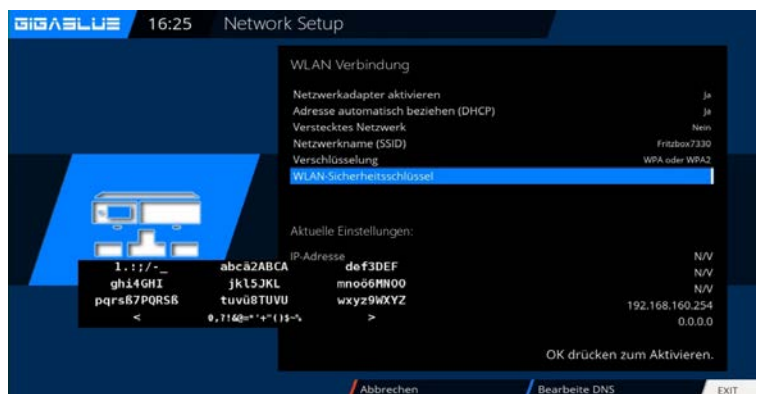 GIGABLUE 16:25 Network Setup
WLAN Verbindung
Netzwerkadapter aktivieren Ja
Adresse automatisch beziehen (DHCP) Ja
Verstecktes Netzwerk Nein
Netzwerkname (SSID) Fritzbox7330
Verschlüsselung WPA oder WPA2
WLAN-Sicherheitsschlüssel
Aktuelle Einstellungen:
IP-Adresse N/V
N/V
N/V
192.168.160.254
0.0.0.0
1.:;/-_ abcä2ABCA def3DEF
ghi4GHI jkl5JKL mnoö6MNOO
pqrsß7PQRSß tuvü8TUVU wxyz9WXYZ
< 0,?!&@=*'+"()$~% >
OK drücken zum Aktivieren.
Abbrechen Bearbeite DNS EXIT